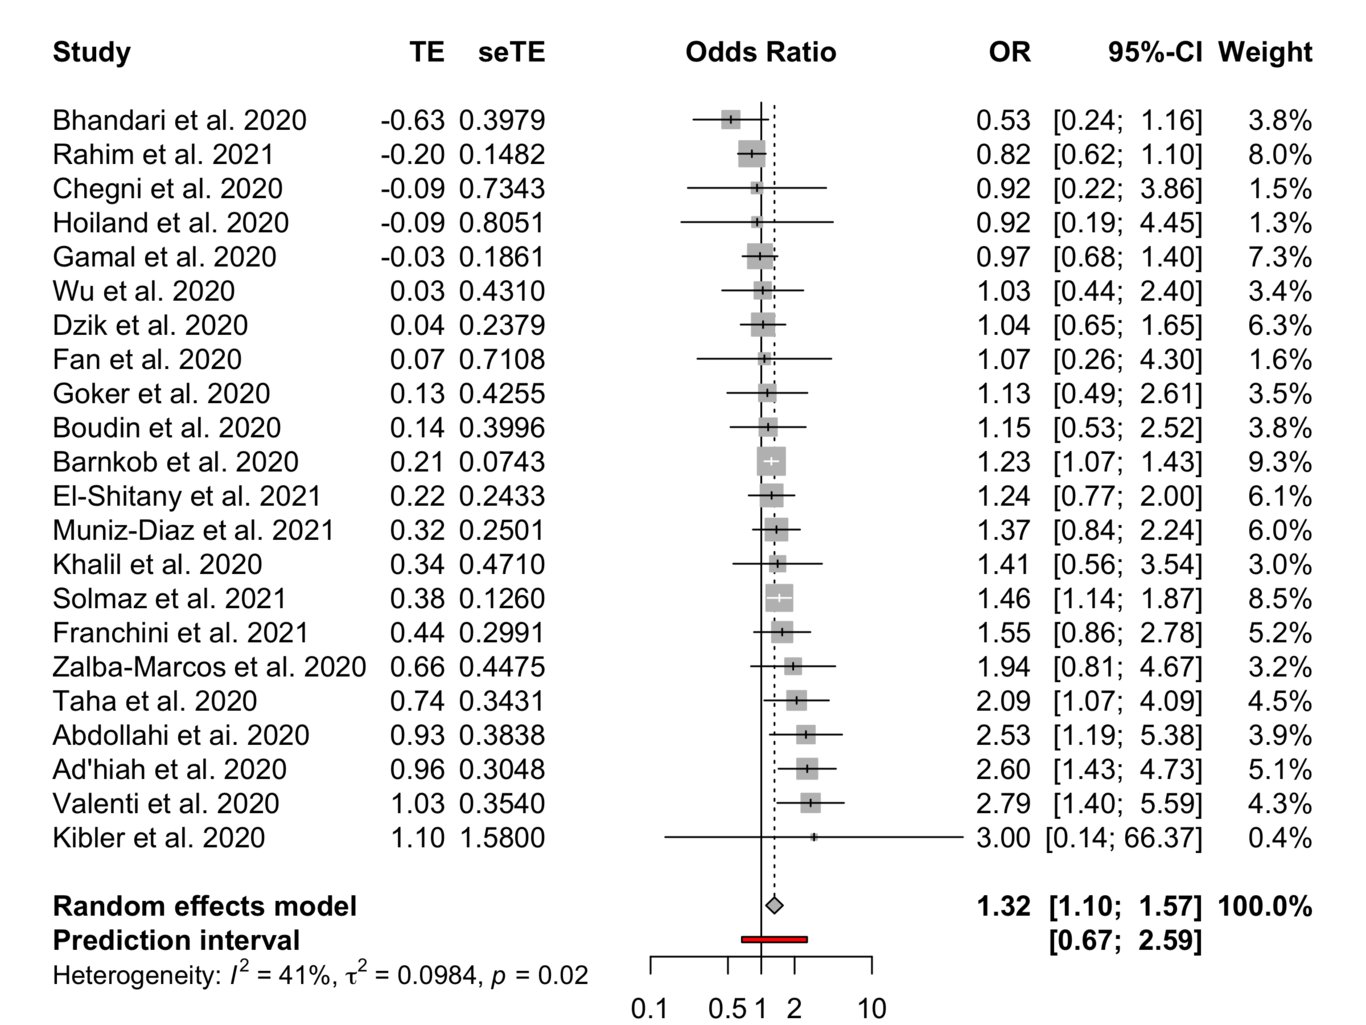 Study TE seTE Odds Ratio OR 95%-CI Weight
Bhandari et al. 2020 -0.63 0.3979 0.53 [0.24; 1.16] 3.8%
Rahim et al. 2021 -0.20 0.1482 0.82 [0.62; 1.10] 8.0%
Chegni et al. 2020 -0.09 0.7343 0.92 [0.22; 3.86] 1.5%
Hoiland et al. 2020 -0.09 0.8051 0.92 [0.19; 4.45] 1.3%
Gamal et al. 2020 -0.03 0.1861 0.97 [0.68; 1.40] 7.3%
Wu et al. 2020 0.03 0.4310 1.03 [0.44; 2.40] 3.4%
Dzik et al. 2020 0.04 0.2379 1.04 [0.65; 1.65] 6.3%
Fan et al. 2020 0.07 0.7108 1.07 [0.26; 4.30] 1.6%
Goker et al. 2020 0.13 0.4255 1.13 [0.49; 2.61] 3.5%
Boudin et al. 2020 0.14 0.3996 1.15 [0.53; 2.52] 3.8%
Barnkob et al. 2020 0.21 0.0743 1.23 [1.07; 1.43] 9.3%
El-Shitany et al. 2021 0.22 0.2433 1.24 [0.77; 2.00] 6.1%
Muniz-Diaz et al. 2021 0.32 0.2501 1.37 [0.84; 2.24] 6.0%
Khalil et al. 2020 0.34 0.4710 1.41 [0.56; 3.54] 3.0%
Solmaz et al. 2021 0.38 0.1260 1.46 [1.14; 1.87] 8.5%
Franchini et al. 2021 0.44 0.2991 1.55 [0.86; 2.78] 5.2%
Zalba-Marcos et al. 2020 0.66 0.4475 1.94 [0.81; 4.67] 3.2%
Taha et al. 2020 0.74 0.3431 2.09 [1.07; 4.09] 4.5%
Abdollahi et ai. 2020 0.93 0.3838 2.53 [1.19; 5.38] 3.9%
Ad'hiah et al. 2020 0.96 0.3048 2.60 [1.43; 4.73] 5.1%
Valenti et al. 2020 1.03 0.3540 2.79 [1.40; 5.59] 4.3%
Kibler et al. 2020 1.10 1.5800 3.00 [0.14; 66.37] 0.4%
Random effects model 1.32 [1.10; 1.57] 100.0%
Prediction interval [0.67; 2.59]
Heterogeneity: I² = 41%, τ² = 0.0984, p = 0.02
0.1 0.5 1 2 10